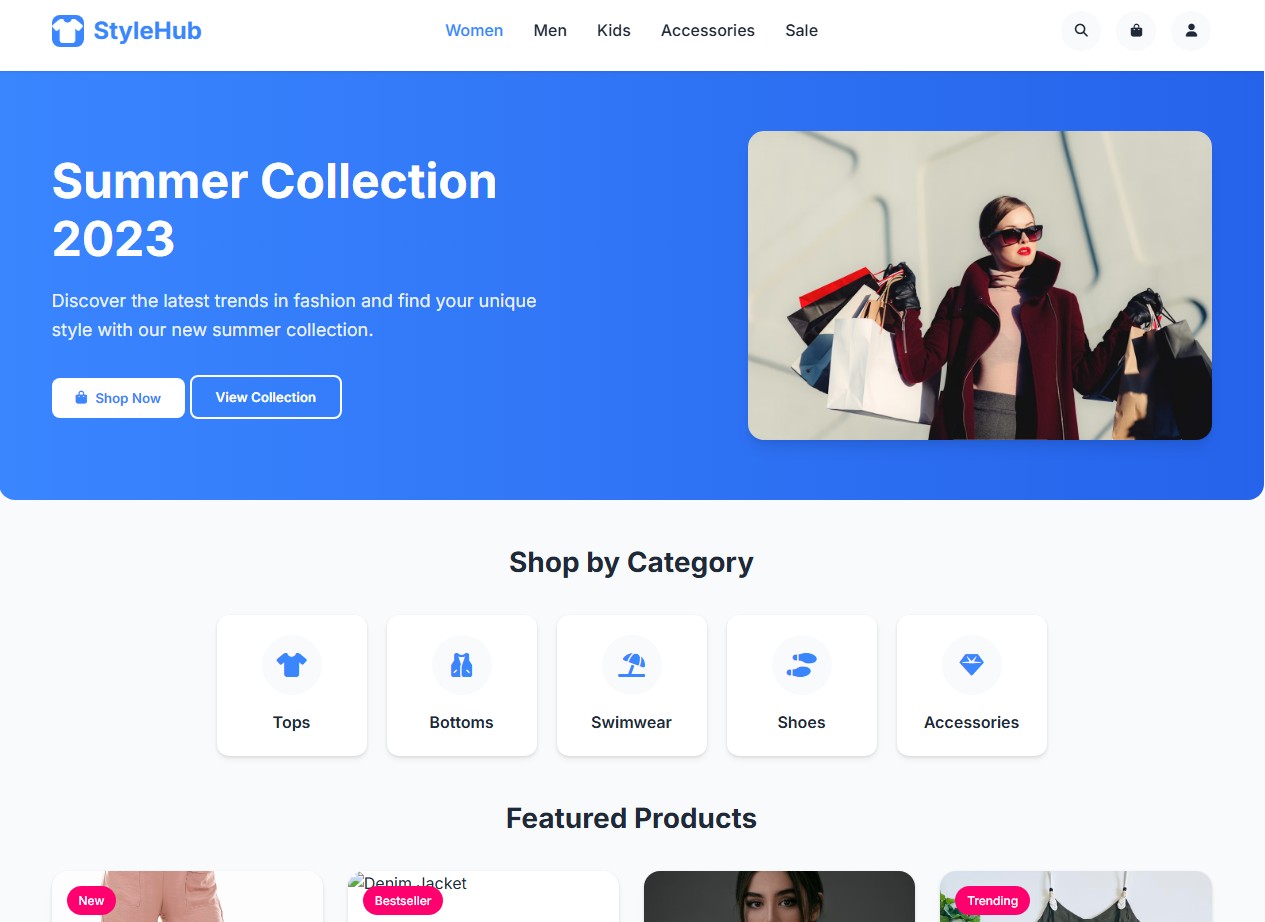 StyleHub
Women Men Kids Accessories Sale
Summer Collection
2023
Discover the latest trends in fashion and find your unique
style with our new summer collection.
Shop Now View Collection
Shop by Category
Tops Bottoms Swimwear Shoes Accessories
Featured Products
New
Denim Jacket
Bestseller
Trending